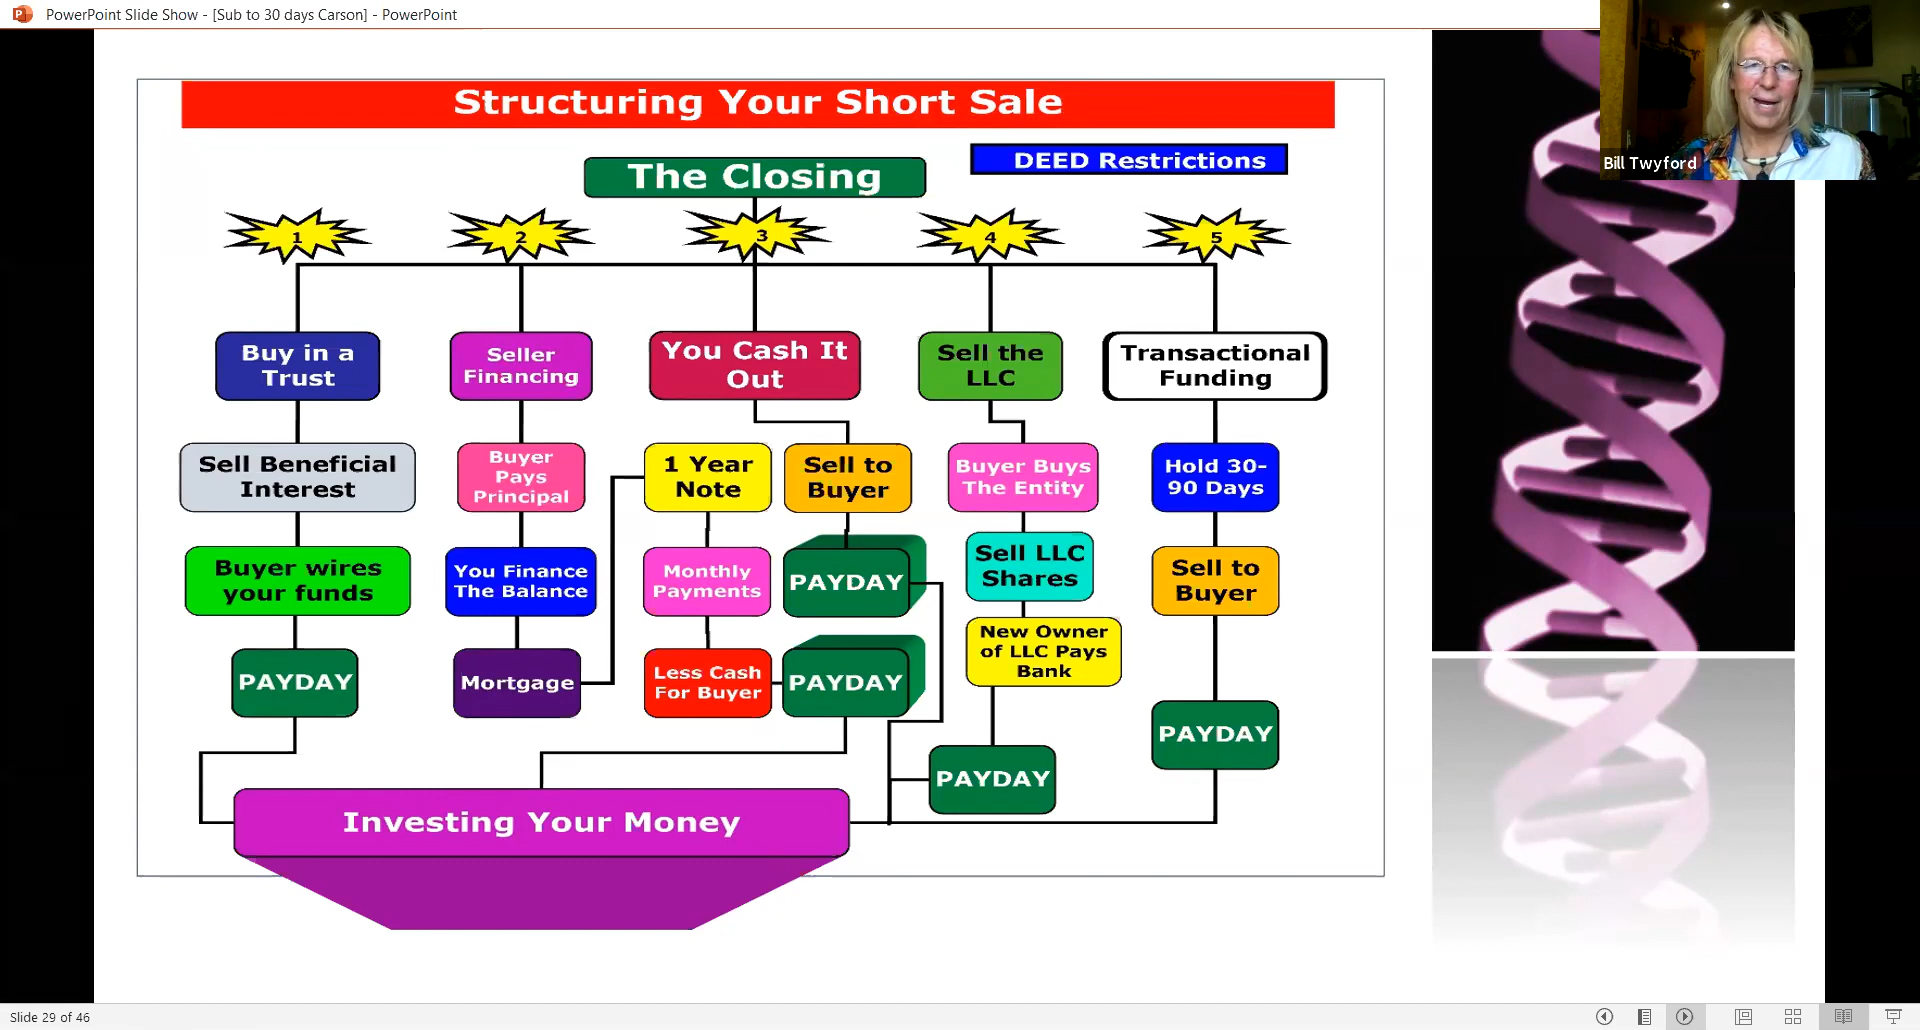 PowerPoint Slide Show - [Sub to 30 days Carson] - PowerPoint
Bill Twyford
Structuring Your Short Sale
The Closing
DEED Restrictions
1
2
3
4
5
Buy in a
Trust
Sell Beneficial
Interest
Buyer wires
your funds
PAYDAY
Seller
Financing
Buyer
Pays
Principal
You Finance
The Balance
Mortgage
You Cash It
Out
1 Year
Note
Monthly
Payments
Less Cash
For Buyer
Sell to
Buyer
PAYDAY
PAYDAY
Sell the
LLC
Buyer Buys
The Entity
Sell LLC
Shares
New Owner
of LLC Pays
Bank
PAYDAY
Transactional
Funding
Hold 30-
90 Days
Sell to
Buyer
PAYDAY
Investing Your Money
Slide 29 of 46